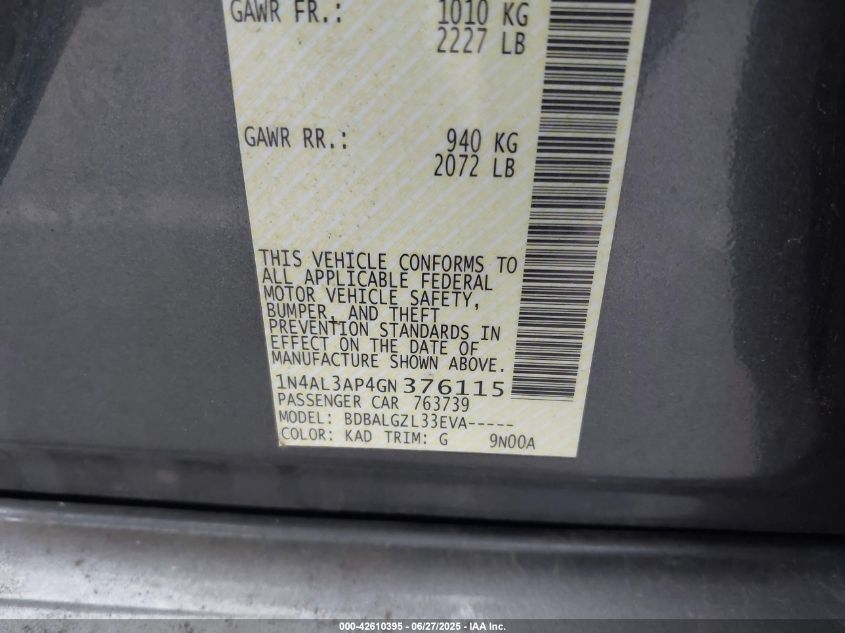 GAWR FR.: 1010 KG
2227 LB
GAWR RR.: 940 KG
2072 LB
THIS VEHICLE CONFORMS TO
ALL APPLICABLE FEDERAL
MOTOR VEHICLE SAFETY,
BUMPER, AND THEFT
PREVENTION STANDARDS IN
EFFECT ON THE DATE OF
MANUFACTURE SHOWN ABOVE.
1N4AL3AP4GN376115
PASSENGER CAR 763739
MODEL: BDBALGZL33EVA-----
COLOR: KAD TRIM: G 9N00A
000-42610395 - 06/27/2025 - IAA Inc.